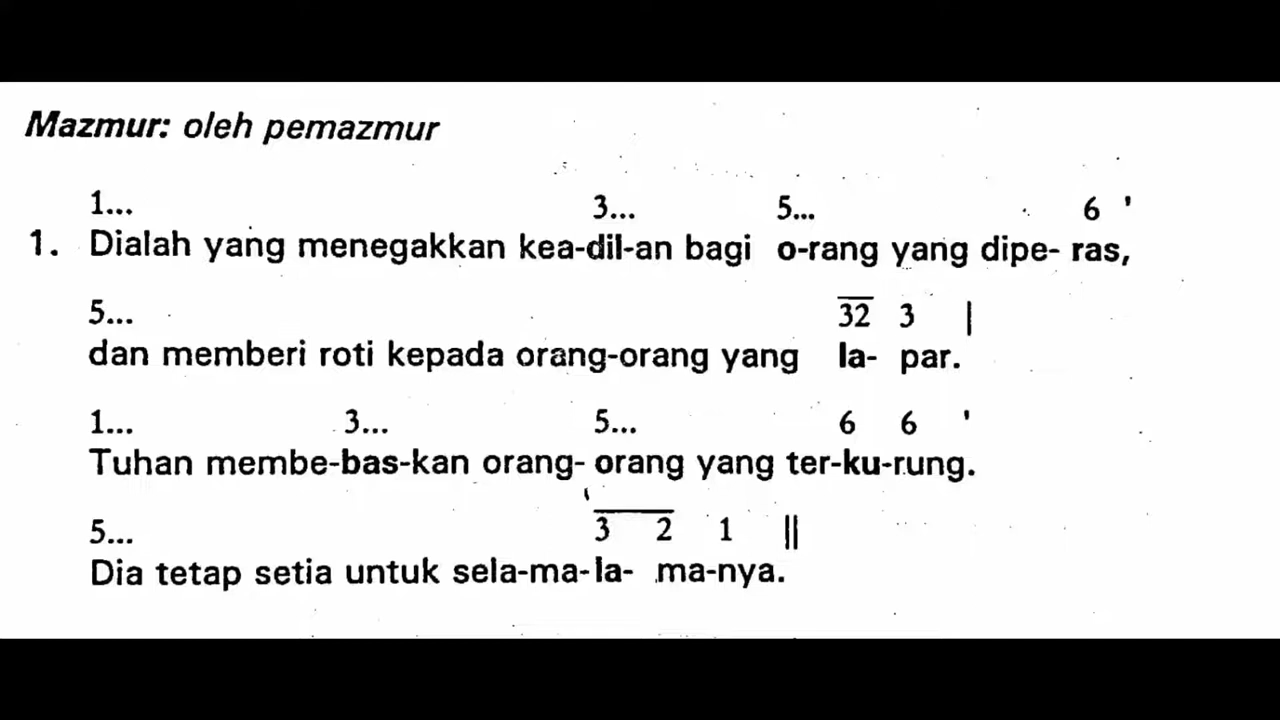 Mazmur: oleh pemazmur
1... 3... 5... 6 '
1. Dialah yang menegakkan kea-dil-an bagi o-rang yang dipe- ras,
5... 32 3 |
dan memberi roti kepada orang-orang yang la- par.
1... 3... 5... 6 6 '
Tuhan membe-bas-kan orang- orang yang ter-ku-rung.
5... 3 2 1 ||
Dia tetap setia untuk sela-ma-la- ma-nya.